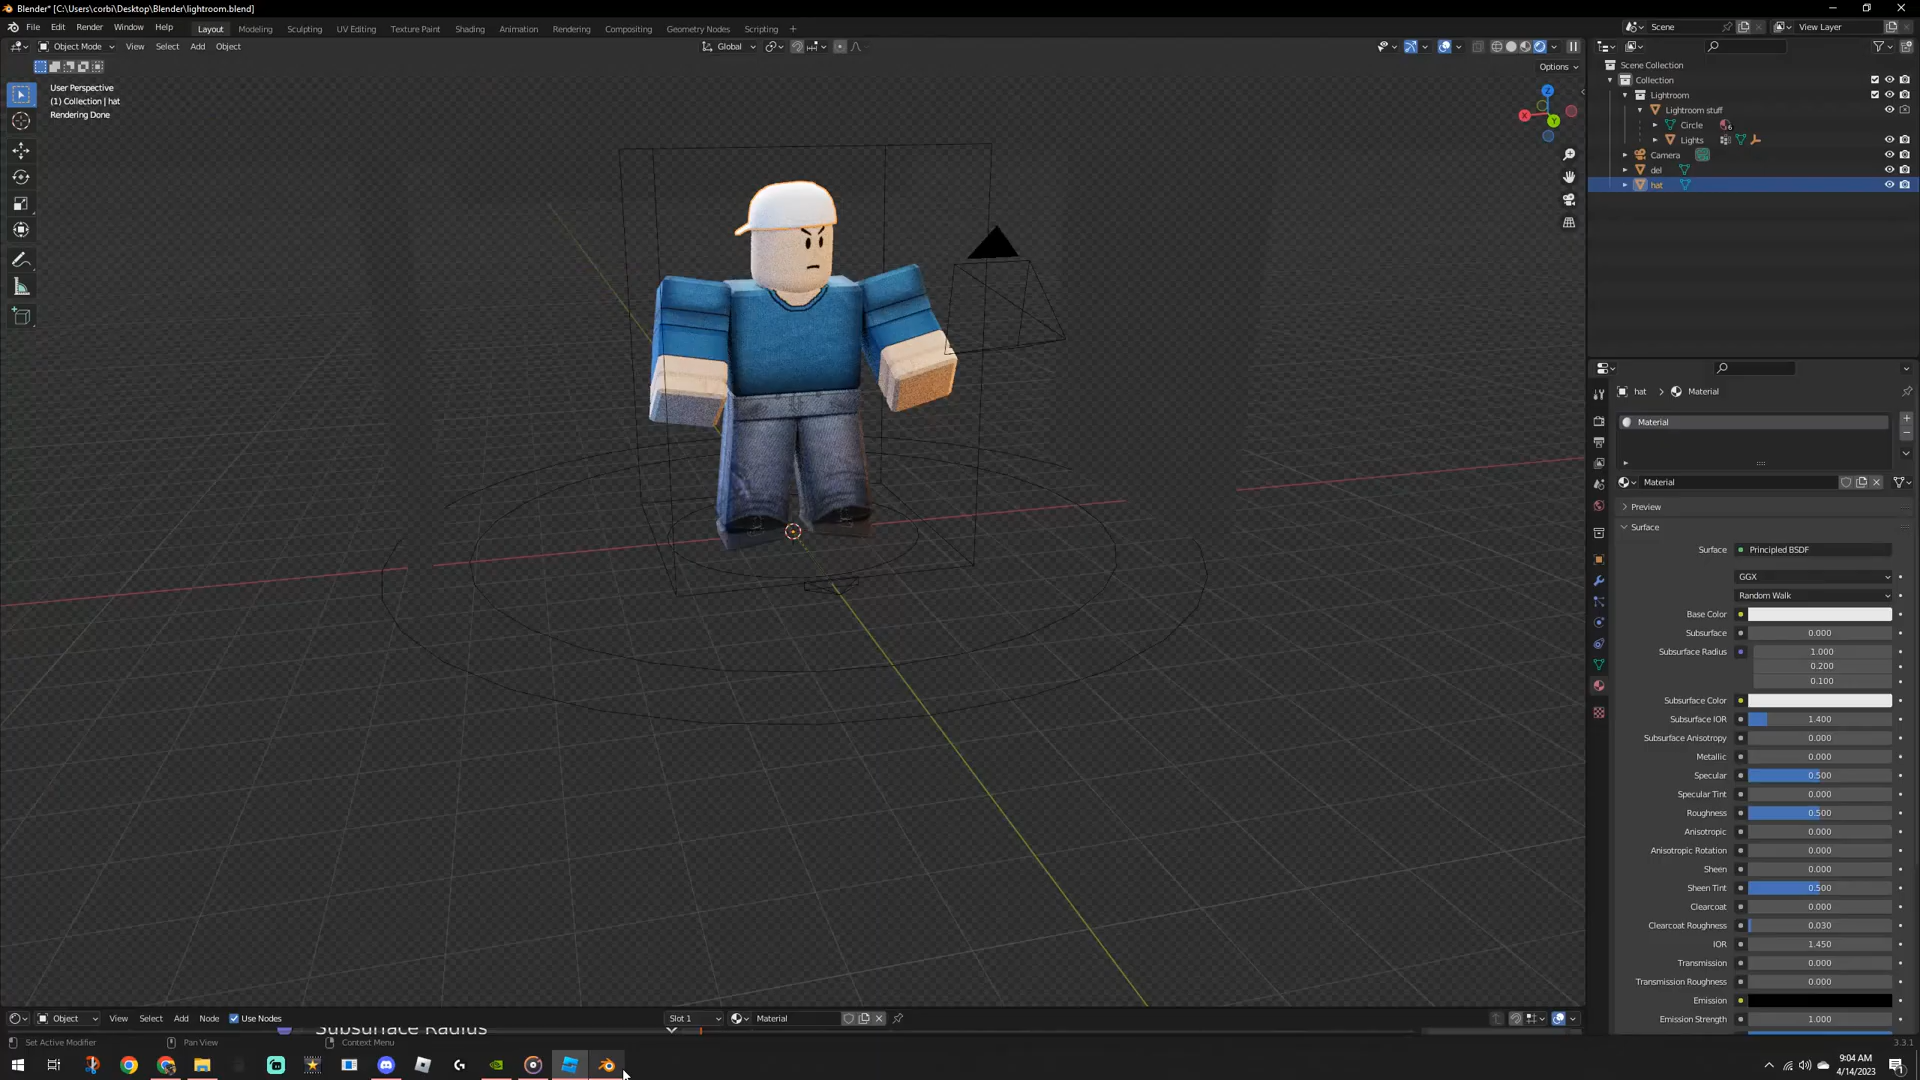 Blender* [C:\Users\corbi\Desktop\Blender\lightroom.blend]
File Edit Render Window Help Layout Modeling Sculpting UV Editing Texture Paint Shading Animation Rendering Compositing Geometry Nodes Scripting + Scene View Layer
Object Mode View Select Add Object Global
Options
User Perspective
(1) Collection | hat
Rendering Done
Z
X
Y
Scene Collection
Collection
Lightroom
Lightroom stuff
Circle 6
Lights
Camera
del
hat
hat > Material
Material
Material
Preview
Surface
Surface Principled BSDF
GGX
Random Walk
Base Color
Subsurface 0.000
Subsurface Radius 1.000
0.200
0.100
Subsurface Color
Subsurface IOR 1.400
Subsurface Anisotropy 0.000
Metallic 0.000
Specular 0.500
Specular Tint 0.000
Roughness 0.500
Anisotropic 0.000
Anisotropic Rotation 0.000
Sheen 0.000
Sheen Tint 0.500
Clearcoat 0.000
Clearcoat Roughness 0.030
IOR 1.450
Transmission 0.000
Transmission Roughness 0.000
Emission
Emission Strength 1.000
Object View Select Add Node Use Nodes Slot 1 Material
Subsurface Radius
Set Active Modifier Pan View Context Menu 3.3.1
9:04 AM
4/14/2023